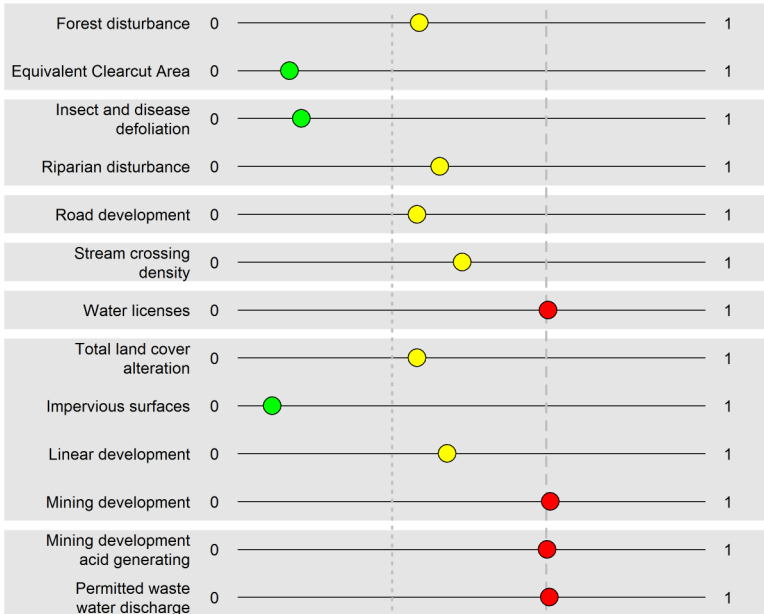 Forest disturbance 0 1
Equivalent Clearcut Area 0 1
Insect and disease
defoliation 0 1
Riparian disturbance 0 1
Road development 0 1
Stream crossing
density 0 1
Water licenses 0 1
Total land cover
alteration 0 1
Impervious surfaces 0 1
Linear development 0 1
Mining development 0 1
Mining development
acid generating 0 1
Permitted waste
water discharge 0 1